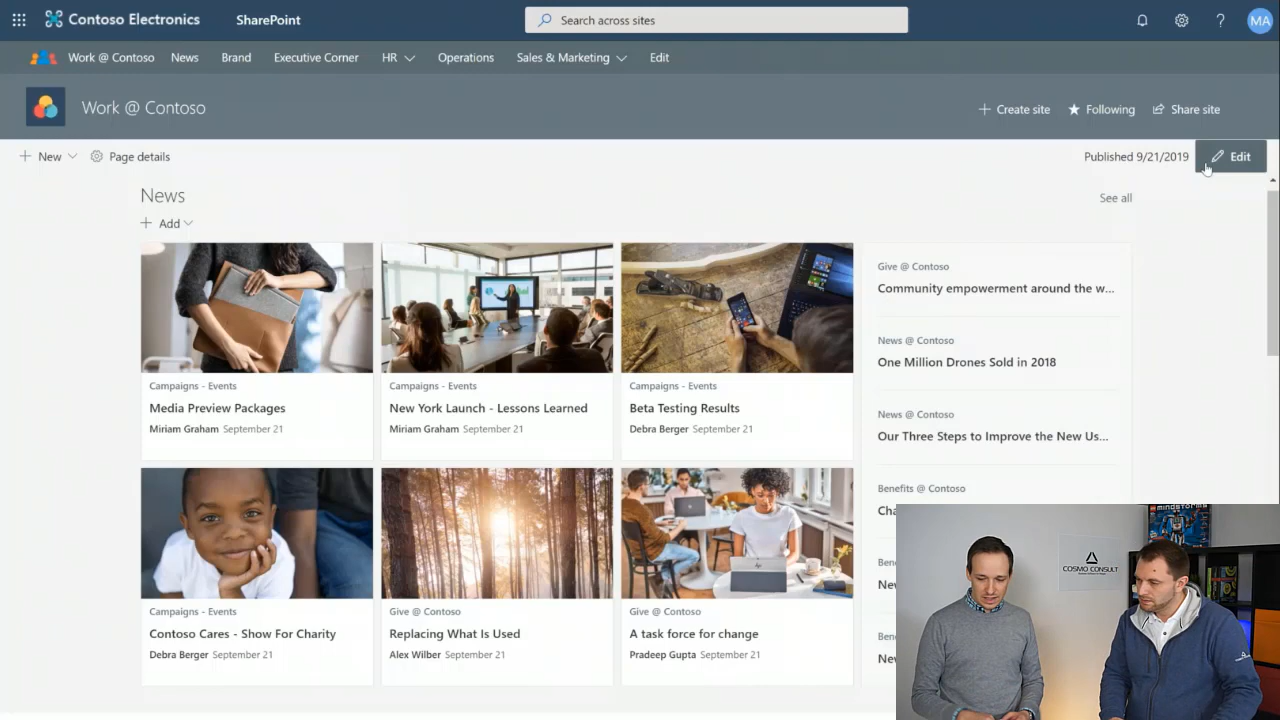 Contoso Electronics
SharePoint
Search across sites
MA
Work @ Contoso
News
Brand
Executive Corner
HR
Operations
Sales & Marketing
Edit
Work @ Contoso
Create site
Following
Share site
New
Page details
Published 9/21/2019
Edit
News
See all
Add
Campaigns - Events
Media Preview Packages
Miriam Graham September 21
Campaigns - Events
New York Launch - Lessons Learned
Miriam Graham September 21
Campaigns - Events
Beta Testing Results
Debra Berger September 21
Give @ Contoso
Community empowerment around the w...
News @ Contoso
One Million Drones Sold in 2018
News @ Contoso
Our Three Steps to Improve the New Us...
Benefits @ Contoso
Cha
Ben
New
Ben
New
Campaigns - Events
Contoso Cares - Show For Charity
Debra Berger September 21
Give @ Contoso
Replacing What Is Used
Alex Wilber September 21
Give @ Contoso
A task force for change
Pradeep Gupta September 21
mindstorms
COSMO CONSULT